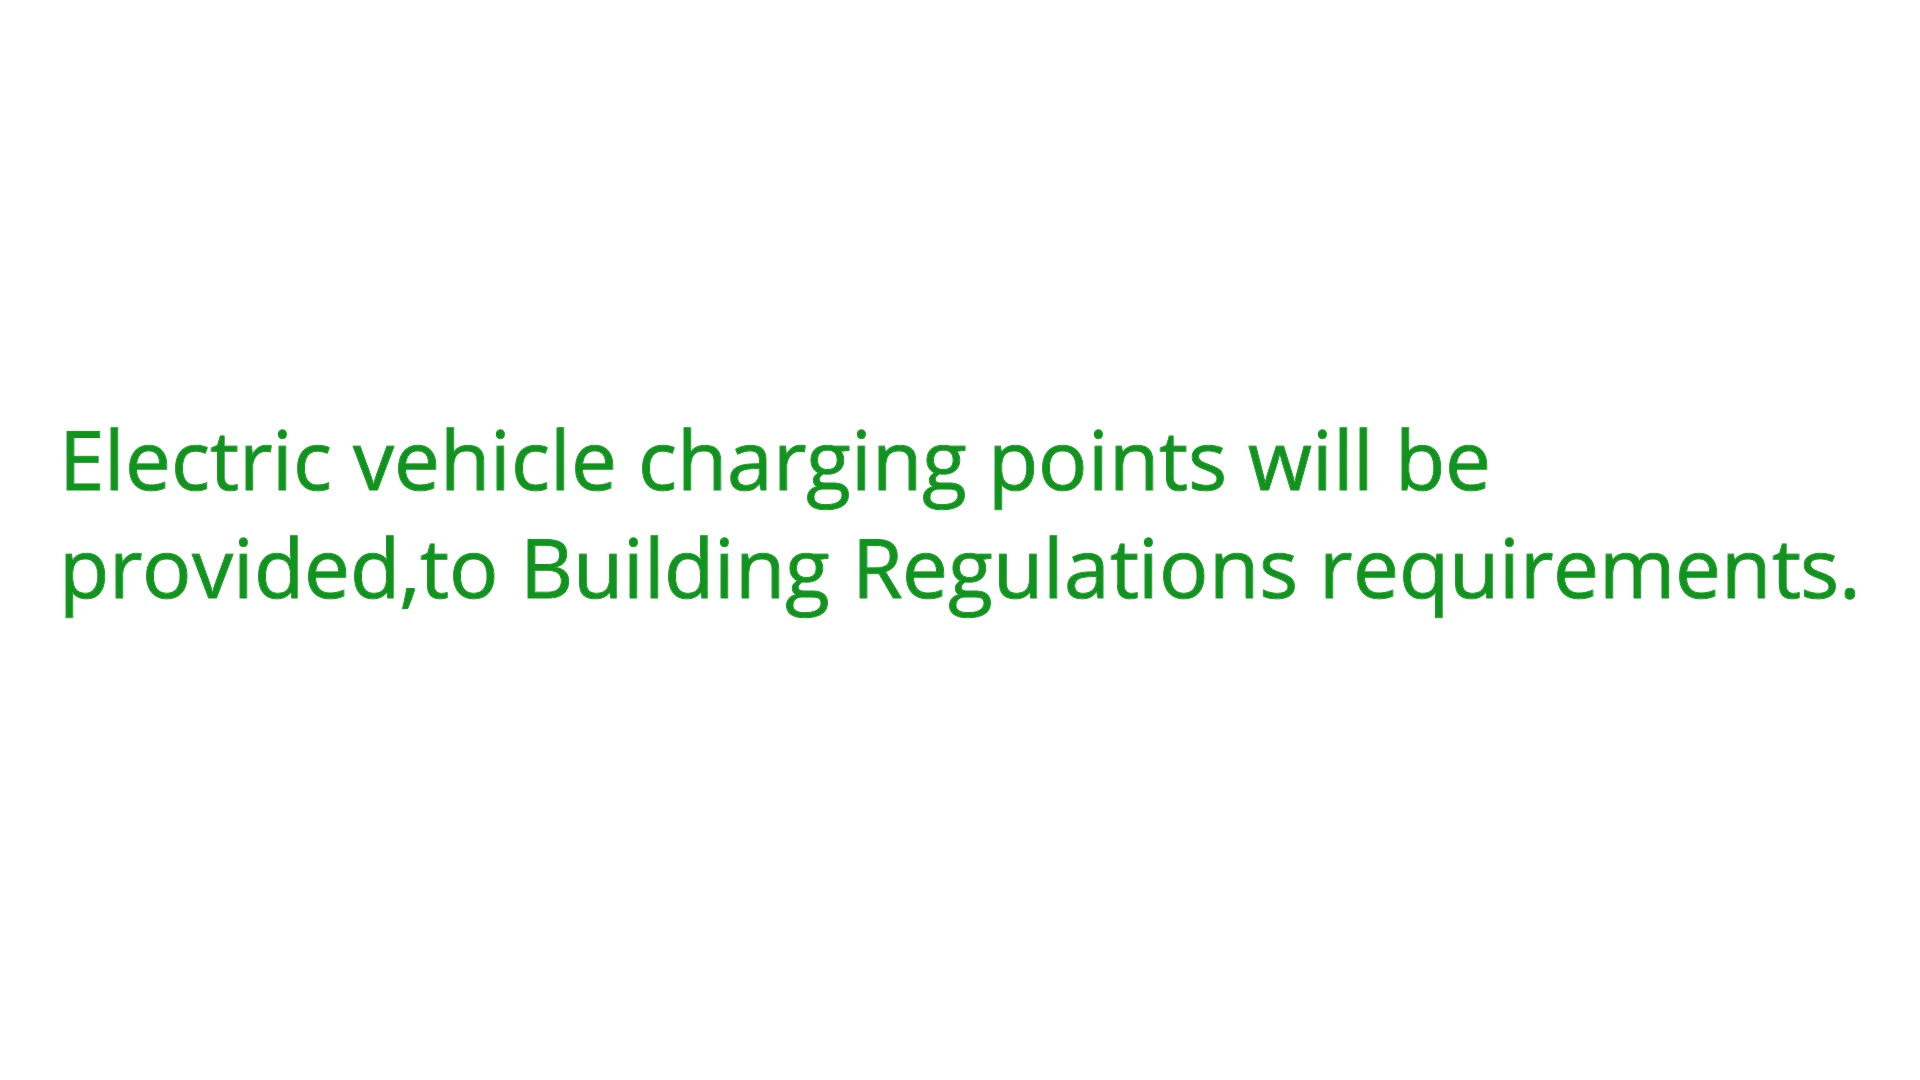 Electric vehicle charging points will be
provided,to Building Regulations requirements.